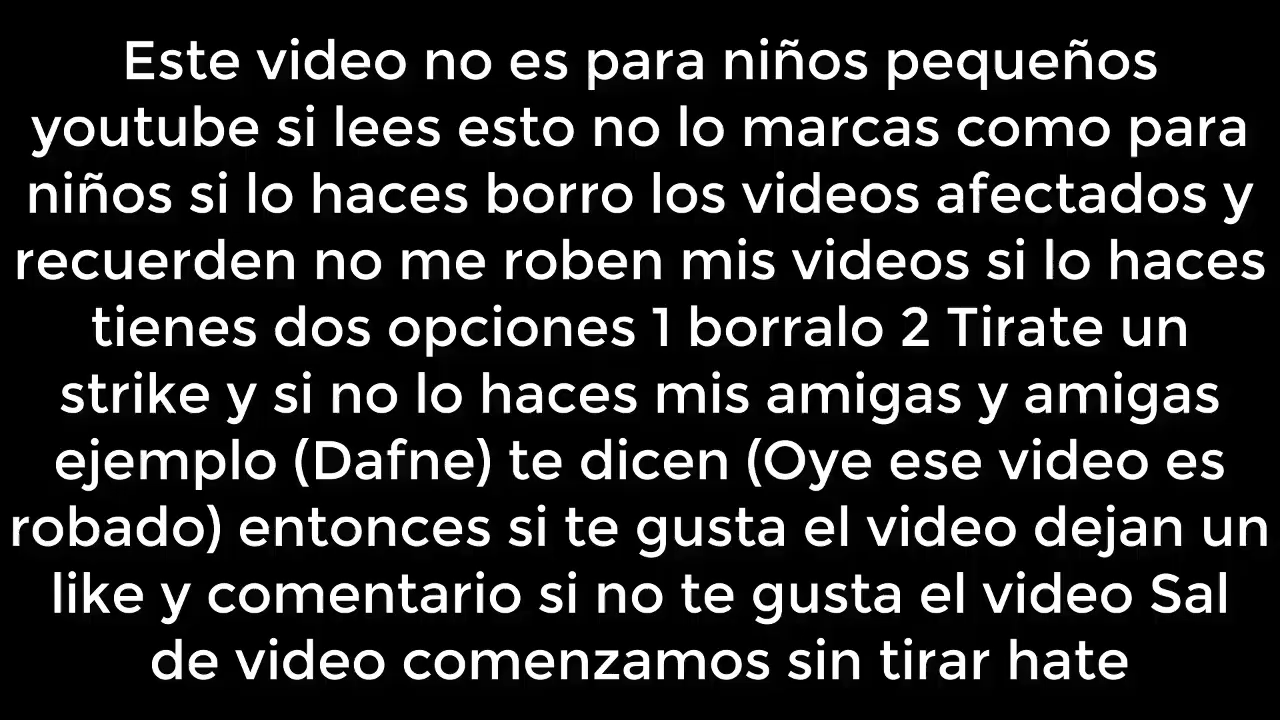 Este video no es para niños pequeños
youtube si lees esto no lo marcas como para
niños si lo haces borro los videos afectados y
recuerden no me roben mis videos si lo haces
tienes dos opciones 1 borralo 2 Tirate un
strike y si no lo haces mis amigas y amigas
ejemplo (Dafne) te dicen (Oye ese video es
robado) entonces si te gusta el video dejan un
like y comentario si no te gusta el video Sal
de video comenzamos sin tirar hate